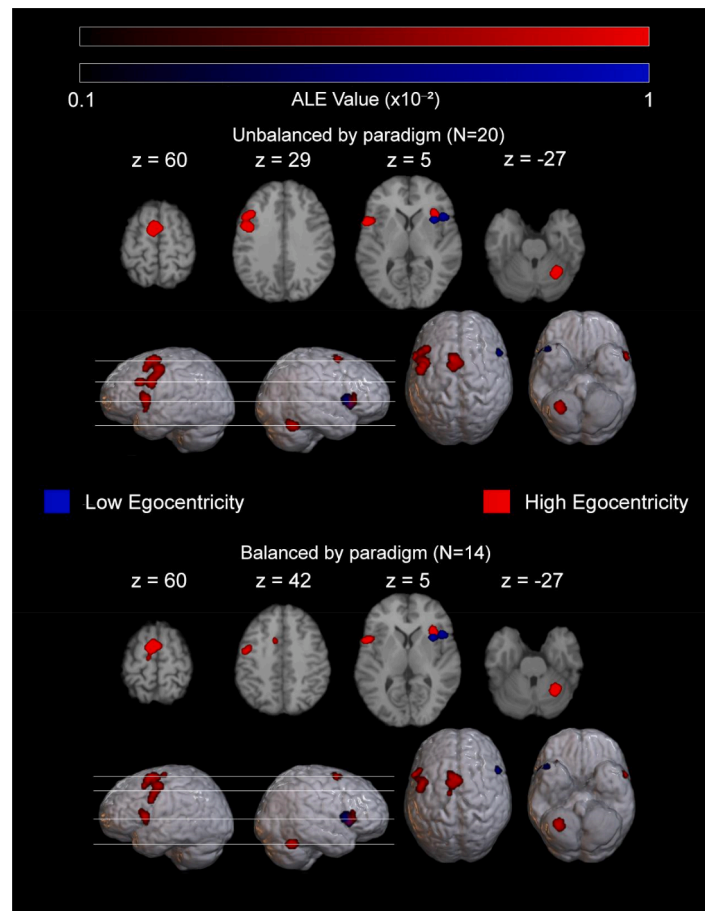 0.1 ALE Value (x10⁻²) 1
Unbalanced by paradigm (N=20)
z = 60 z = 29 z = 5 z = -27
Low Egocentricity High Egocentricity
Balanced by paradigm (N=14)
z = 60 z = 42 z = 5 z = -27